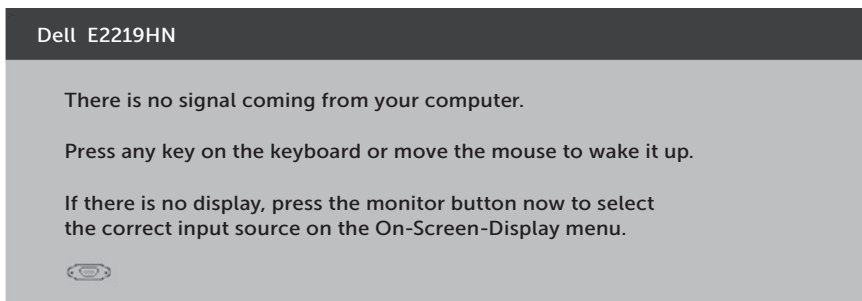 Dell E2219HN
There is no signal coming from your computer.
Press any key on the keyboard or move the mouse to wake it up.
If there is no display, press the monitor button now to select
the correct input source on the On-Screen-Display menu.